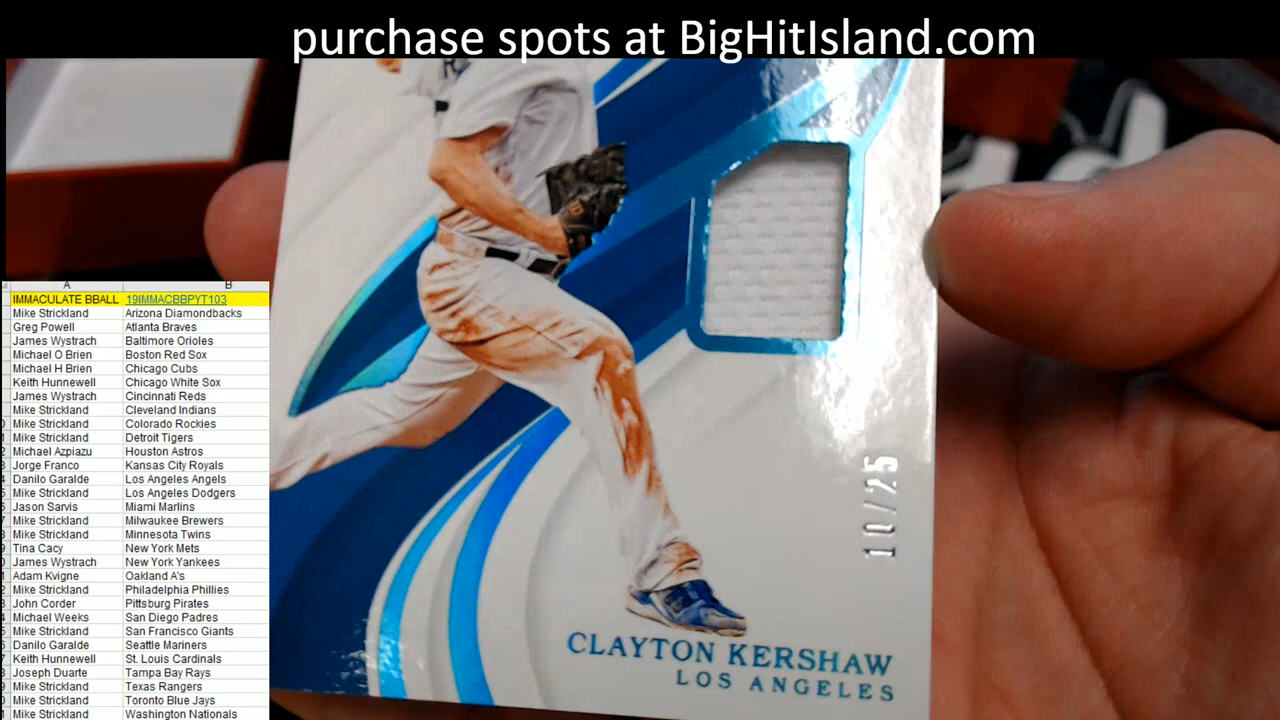 purchase spots at BigHitIsland.com
A B
IMMACULATE BBALL 19IMMACBBPYT103
Mike Strickland Arizona Diamondbacks
Greg Powell Atlanta Braves
James Wystrach Baltimore Orioles
Michael O Brien Boston Red Sox
Michael H Brien Chicago Cubs
Keith Hunnewell Chicago White Sox
James Wystrach Cincinnati Reds
Mike Strickland Cleveland Indians
Mike Strickland Colorado Rockies
Mike Strickland Detroit Tigers
Michael Azpiazu Houston Astros
Jorge Franco Kansas City Royals
Danilo Garalde Los Angeles Angels
Mike Strickland Los Angeles Dodgers
Jason Sarvis Miami Marlins
Mike Strickland Milwaukee Brewers
Mike Strickland Minnesota Twins
Tina Cacy New York Mets
James Wystrach New York Yankees
Adam Kvigne Oakland A's
Mike Strickland Philadelphia Phillies
John Corder Pittsburg Pirates
Michael Weeks San Diego Padres
Mike Strickland San Francisco Giants
Danilo Garalde Seattle Mariners
Keith Hunnewell St. Louis Cardinals
Joseph Duarte Tampa Bay Rays
Mike Strickland Texas Rangers
Mike Strickland Toronto Blue Jays
Mike Strickland Washington Nationals
10/25
CLAYTON KERSHAW
LOS ANGELES